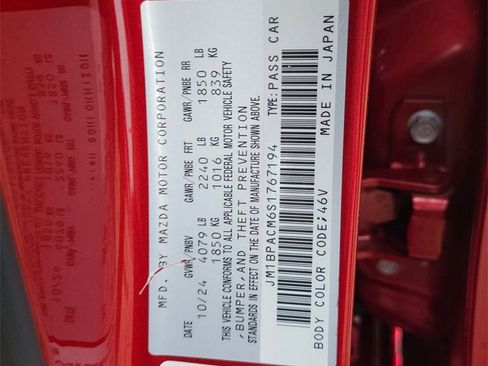 MFD. BY MAZDA MOTOR CORPORATION
DATE GVWR/PNBV GAWR/PNBE FRT GAWR/PNBE RR
10/24 4079 LB 2240 LB 1850 LB
1850 KG 1016 KG 839 KG
THIS VEHICLE CONFORMS TO ALL APPLICABLE FEDERAL MOTOR VEHICLE SAFETY
,BUMPER,AND THEFT PREVENTION
STANDARDS IN EFFECT ON THE DATE OF MANUFACTURE SHOWN ABOVE.
JM1BPACM6S1767194 TYPE:PASS CAR
BODY COLOR CODE:46V MADE IN JAPAN